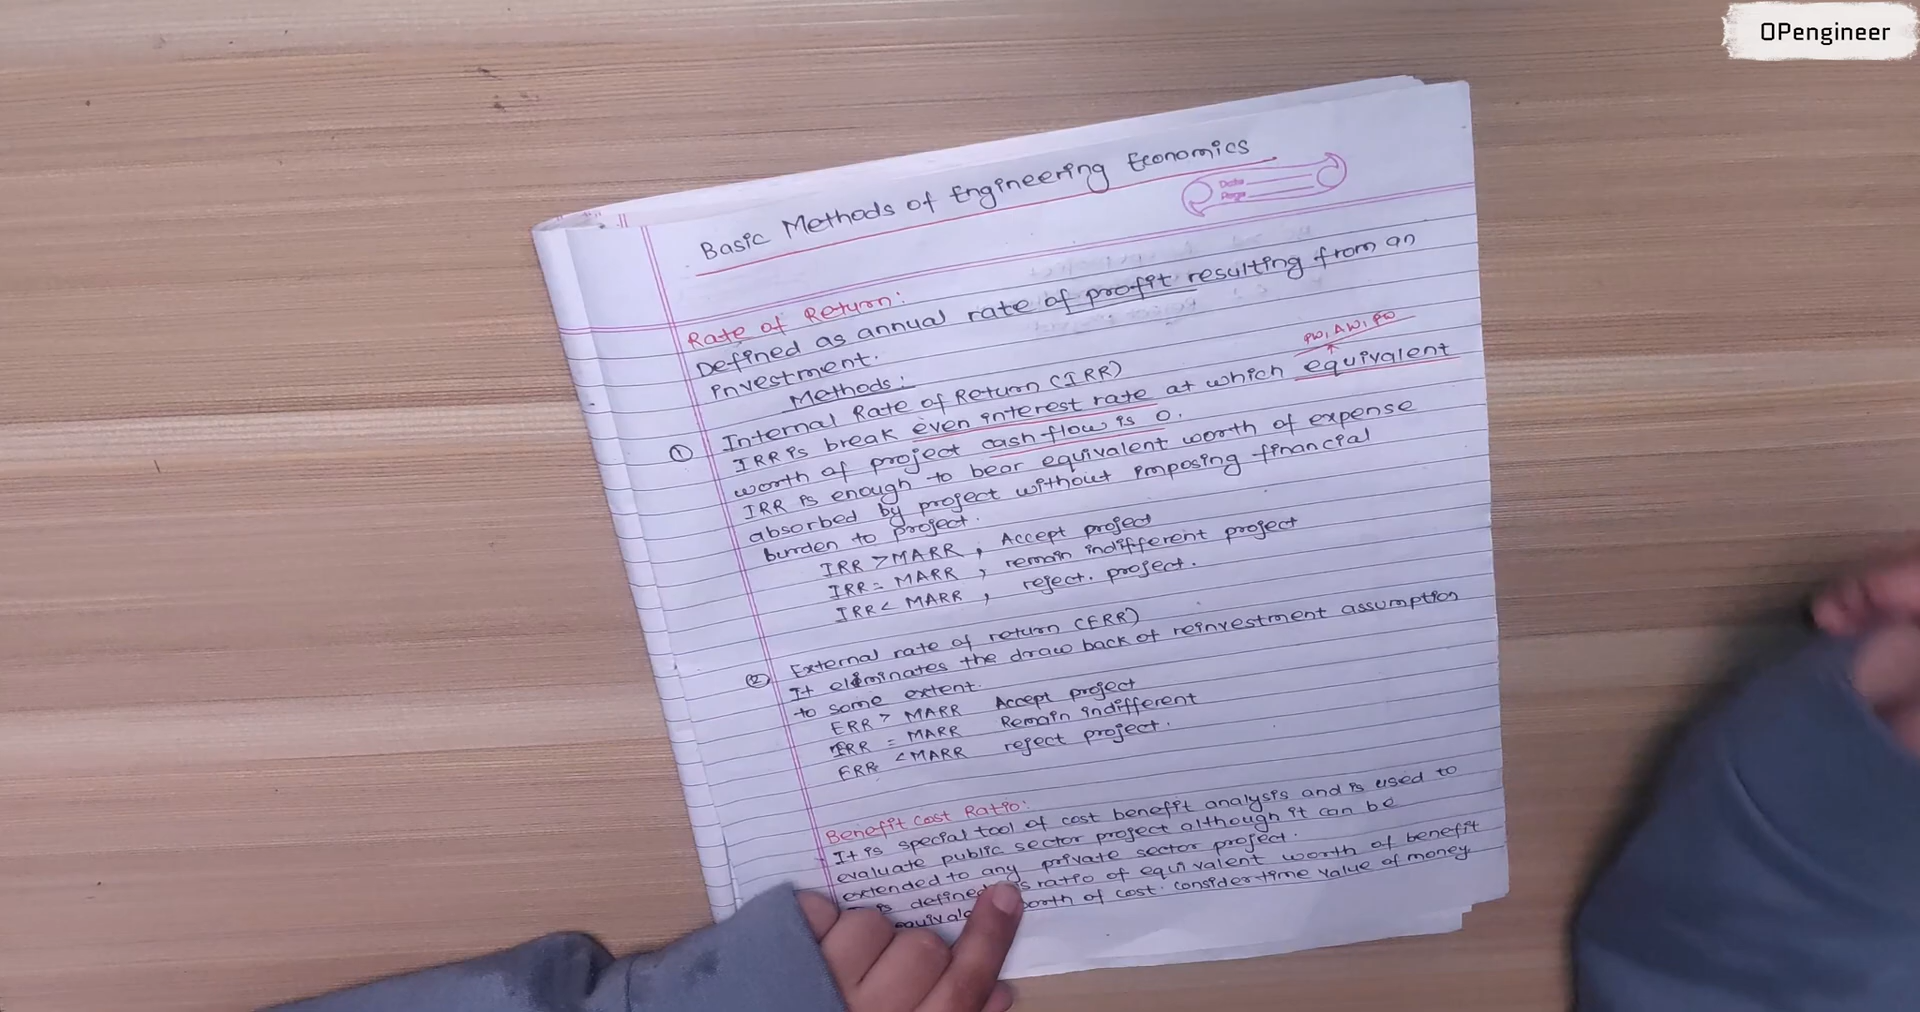 OPengineer
Basic Methods of Engineering Economics
Date
Page
Rate of Return:
Defined as annual rate of profit resulting from an
investment.
Methods:
PW, AW, FW
① Internal Rate of Return (IRR)
IRR is break even interest rate at which equivalent
worth of project cash flow is 0.
IRR is enough to bear equivalent worth of expense
absorbed by project without imposing financial
burden to project.
IRR > MARR , Accept project
IRR = MARR , remain indifferent project
IRR < MARR , reject. project.
② External rate of return (ERR)
It eliminates the draw back of reinvestment assumption
to some extent.
ERR > MARR Accept project
ERR = MARR Remain indifferent
ERR < MARR reject project.
Benefit Cost Ratio:
It is special tool of cost benefit analysis and is used to
evaluate public sector project although it can be
extended to any private sector project.
is defined ratio of equivalent worth of benefit
worth of cost. consider time value of money